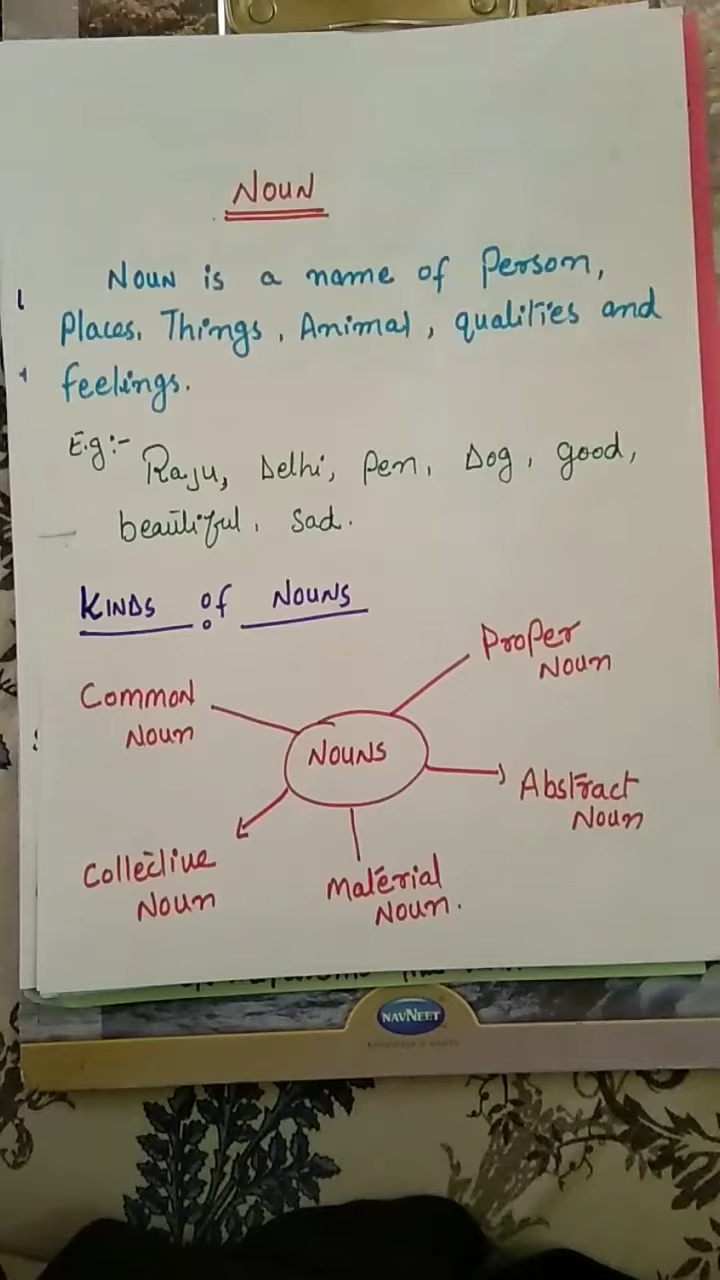 NOUN
NOUN is a name of Person,
Places, Things, Animal, qualities and
feelings.
E.g:- Raju, Delhi, pen, Dog, good,
beautiful, sad.
KINDS of NOUNS
Proper
Noun
Common
Noun
NOUNS
Abstract
Noun
Collective
Noun
Material
Noun.
NAVNEET